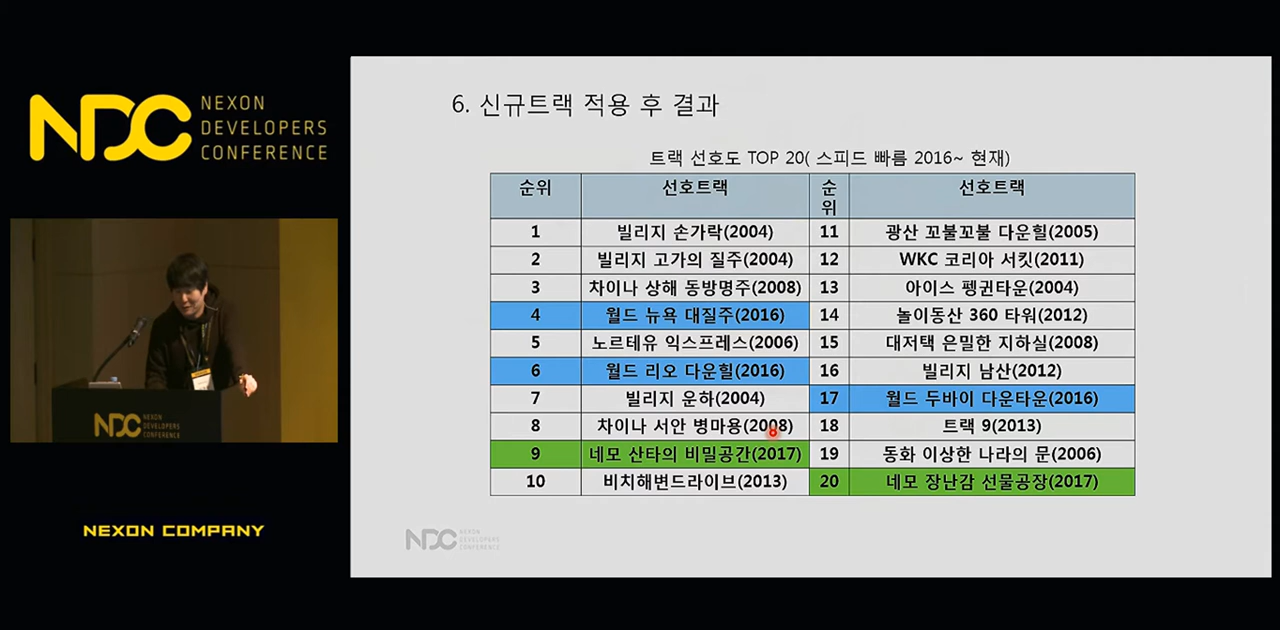 NDC NEXON
DEVELOPERS
CONFERENCE
6. 신규트랙 적용 후 결과
트랙 선호도 TOP 20( 스피드 빠름 2016~ 현재)
순위 선호트랙 순위 선호트랙
1 빌리지 손가락(2004) 11 광산 꼬불꼬불 다운힐(2005)
2 빌리지 고가의 질주(2004) 12 WKC 코리아 서킷(2011)
3 차이나 상해 동방명주(2008) 13 아이스 펭귄타운(2004)
4 월드 뉴욕 대질주(2016) 14 놀이동산 360 타워(2012)
5 노르테유 익스프레스(2006) 15 대저택 은밀한 지하실(2008)
6 월드 리오 다운힐(2016) 16 빌리지 남산(2012)
7 빌리지 운하(2004) 17 월드 두바이 다운타운(2016)
8 차이나 서안 병마용(2008) 18 트랙 9(2013)
9 네모 산타의 비밀공간(2017) 19 동화 이상한 나라의 문(2006)
10 비치해변드라이브(2013) 20 네모 장난감 선물공장(2017)
NDC NEXON
DEVELOPERS
CONFERENCE
NEXON COMPANY
NDC NEXON
DEVELOPERS
CONFERENCE